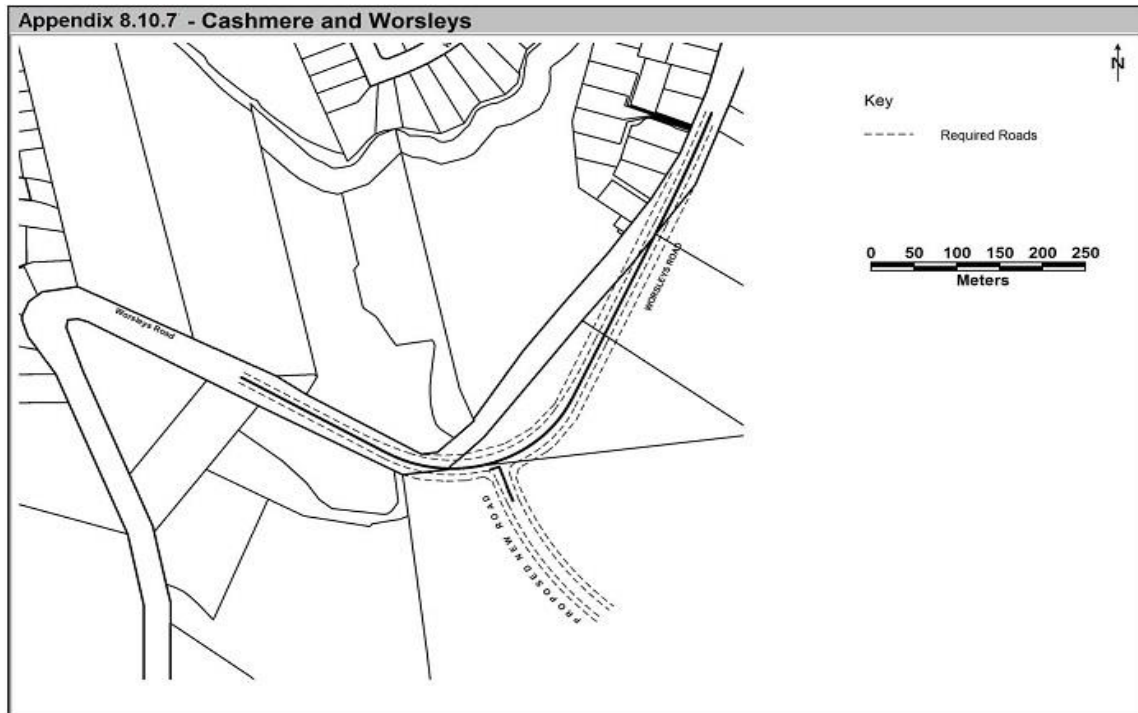 Appendix 8.10.7 - Cashmere and Worsleys
N
Key
Required Roads
0 50 100 150 200 250
Meters
WORSLEYS ROAD
Worsleys Road
PROPOSED NEW ROAD